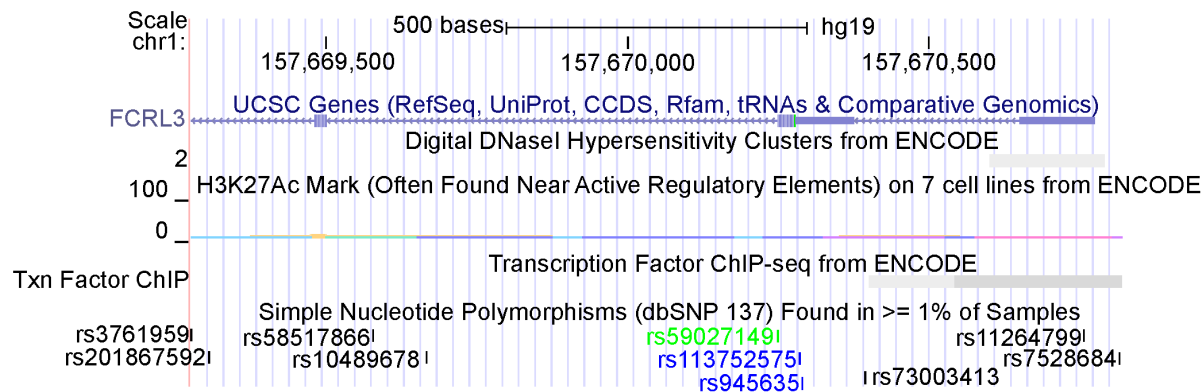 Scale 500 bases hg19
chr1: 157,669,500 157,670,000 157,670,500
UCSC Genes (RefSeq, UniProt, CCDS, Rfam, tRNAs & Comparative Genomics)
FCRL3
Digital DNaseI Hypersensitivity Clusters from ENCODE
2
H3K27Ac Mark (Often Found Near Active Regulatory Elements) on 7 cell lines from ENCODE
100
0
Transcription Factor ChIP-seq from ENCODE
Txn Factor ChIP
Simple Nucleotide Polymorphisms (dbSNP 137) Found in >= 1% of Samples
rs3761959 rs58517866 rs59027149 rs11264799
rs201867592 rs10489678 rs113752575 rs7528684
rs945635 rs73003413